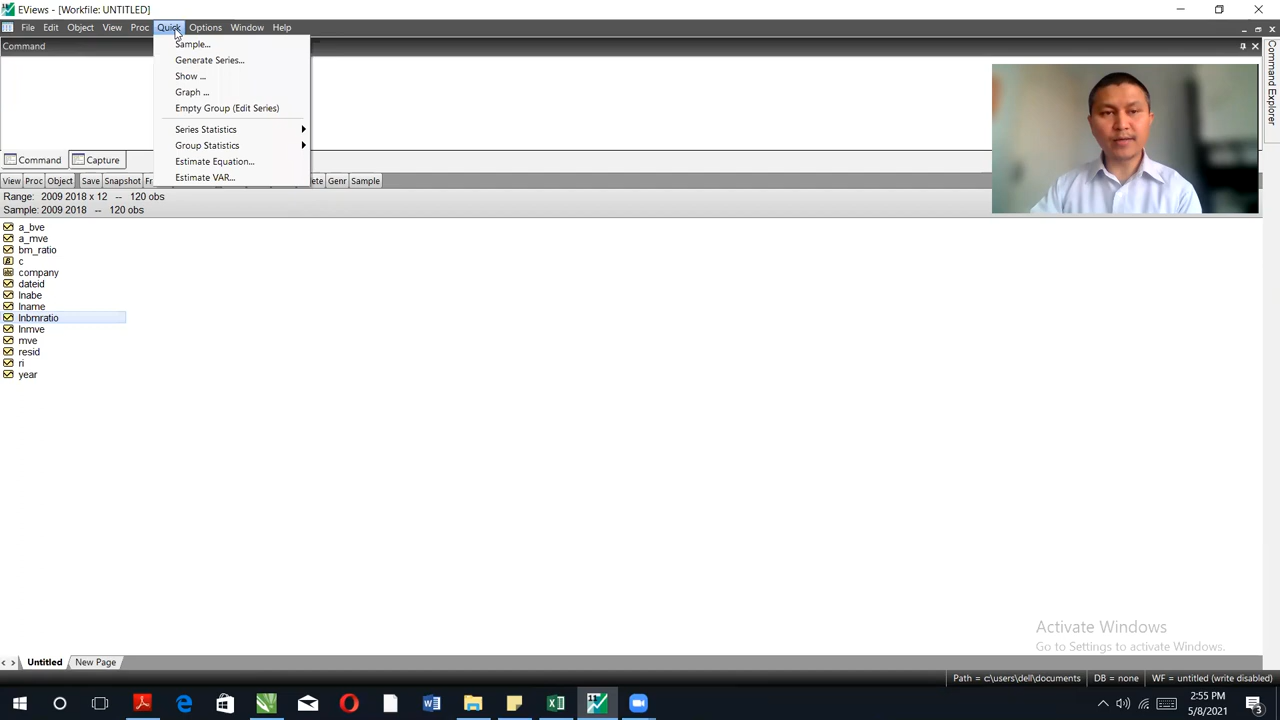 EViews - [Workfile: UNTITLED]
File Edit Object View Proc Quick Options Window Help
Command
Sample...
Generate Series...
Show ...
Graph ...
Empty Group (Edit Series)
Series Statistics
Group Statistics
Estimate Equation...
Estimate VAR...
Command Explorer
Command Capture
View Proc Object Save Snapshot Genr Sample
Range: 2009 2018 x 12 -- 120 obs
Sample: 2009 2018 -- 120 obs
a_bve
a_mve
bm_ratio
c
company
dateid
lnabe
lname
lnbmratio
lnmve
mve
resid
ri
year
Activate Windows
Go to Settings to activate Windows.
Untitled New Page
Path = c:\users\dell\documents DB = none WF = untitled (write disabled)
2:55 PM
5/8/2021